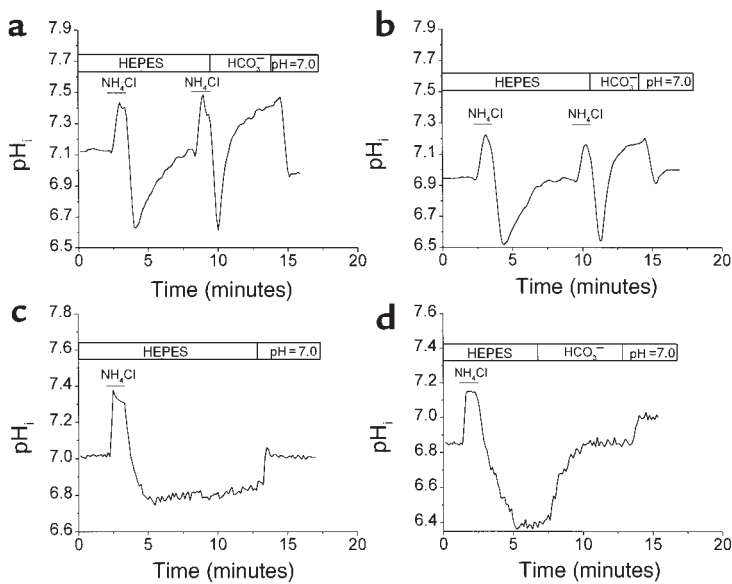 a
7.9
7.7
7.5
7.3
7.1
6.9
6.7
6.5
pHi
HEPES
HCO3−
pH=7.0
NH4Cl
NH4Cl
0
5
10
15
20
Time (minutes)
b
7.9
7.7
7.5
7.3
7.1
6.9
6.7
6.5
pHi
HEPES
HCO3−
pH=7.0
NH4Cl
NH4Cl
0
5
10
15
20
Time (minutes)
c
7.8
7.6
7.4
7.2
7.0
6.8
6.6
pHi
HEPES
pH=7.0
NH4Cl
0
5
10
15
20
Time (minutes)
d
7.6
7.4
7.2
7.0
6.8
6.6
6.4
pHi
HEPES
HCO3−
pH=7.0
NH4Cl
0
5
10
15
20
Time (minutes)